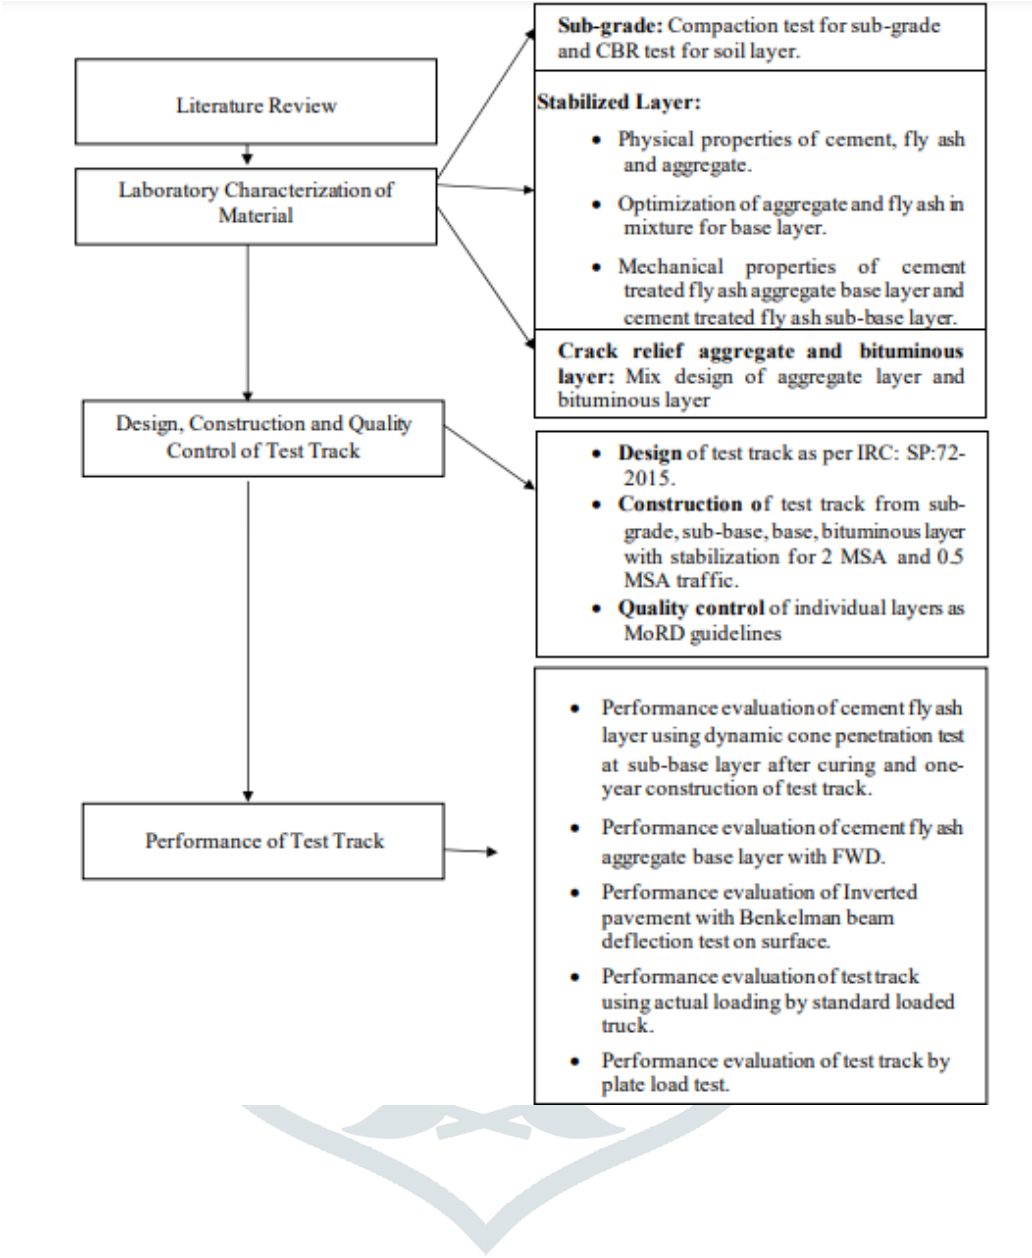 Literature Review
Laboratory Characterization of
Material
Sub-grade: Compaction test for sub-grade
and CBR test for soil layer.
Stabilized Layer:
• Physical properties of cement, fly ash
and aggregate.
• Optimization of aggregate and fly ash in
mixture for base layer.
• Mechanical properties of cement
treated fly ash aggregate base layer and
cement treated fly ash sub-base layer.
Crack relief aggregate and bituminous
layer: Mix design of aggregate layer and
bituminous layer
Design, Construction and Quality
Control of Test Track
• Design of test track as per IRC: SP:72-
2015.
• Construction of test track from sub-
grade, sub-base, base, bituminous layer
with stabilization for 2 MSA and 0.5
MSA traffic.
• Quality control of individual layers as
MoRD guidelines
Performance of Test Track
• Performance evaluation of cement fly ash
layer using dynamic cone penetration test
at sub-base layer after curing and one-
year construction of test track.
• Performance evaluation of cement fly ash
aggregate base layer with FWD.
• Performance evaluation of Inverted
pavement with Benkelman beam
deflection test on surface.
• Performance evaluation of test track
using actual loading by standard loaded
truck.
• Performance evaluation of test track by
plate load test.